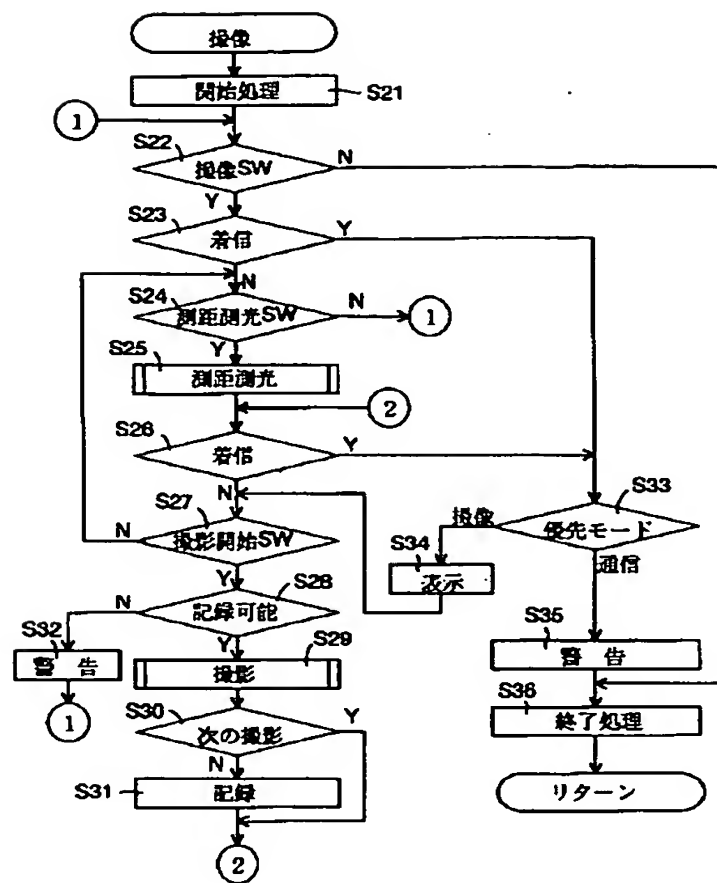 撮像
開始処理 S21
1
S22 撮像SW N
Y
S23 着信 Y
N
S24 測距測光SW N 1
Y
S25 測距測光
2
S26 着信 Y
N
S27 撮影開始SW N
Y
S33 優先モード
撮像
通信
S34 表示
S28 記録可能 N
Y
S32 警告
1
S29 撮影
S35 警告
S30 次の撮影 Y
N
S36 終了処理
S31 記録
リターン
2